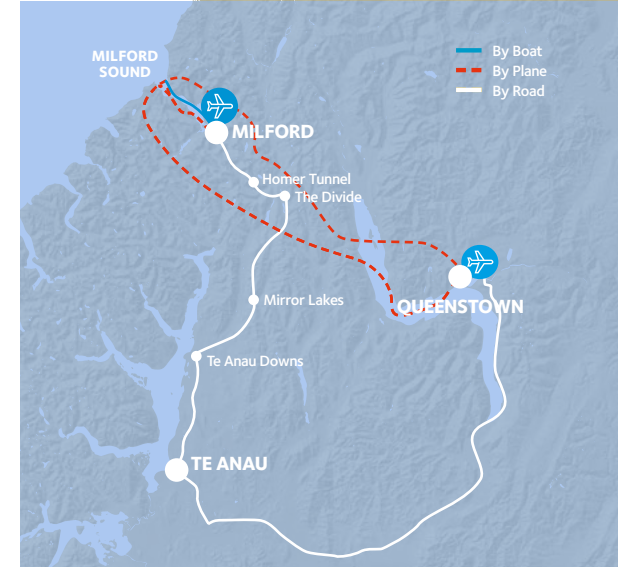 MILFORD
SOUND
By Boat
By Plane
By Road
MILFORD
Homer Tunnel
The Divide
Mirror Lakes
QUEENSTOWN
Te Anau Downs
TE ANAU